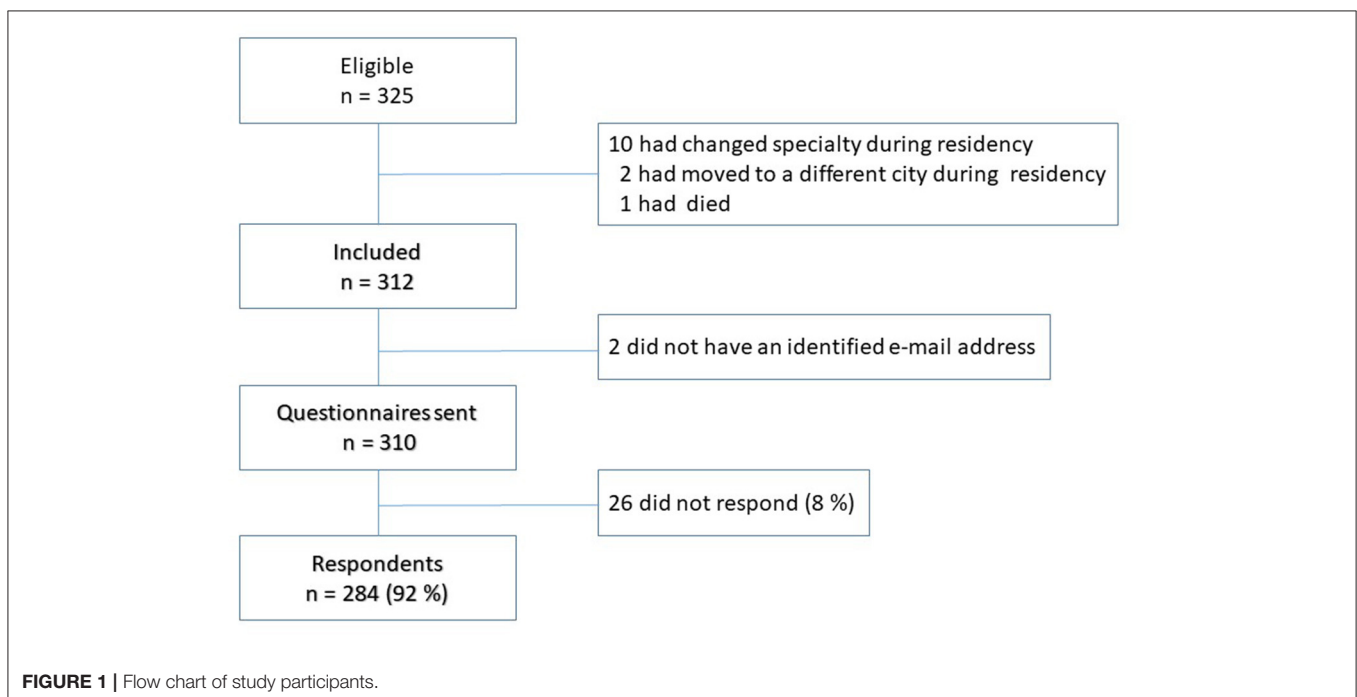 Eligible
n = 325
10 had changed specialty during residency
2 had moved to a different city during residency
1 had died
Included
n = 312
2 did not have an identified e-mail address
Questionnaires sent
n = 310
26 did not respond (8 %)
Respondents
n = 284 (92 %)
FIGURE 1 | Flow chart of study participants.